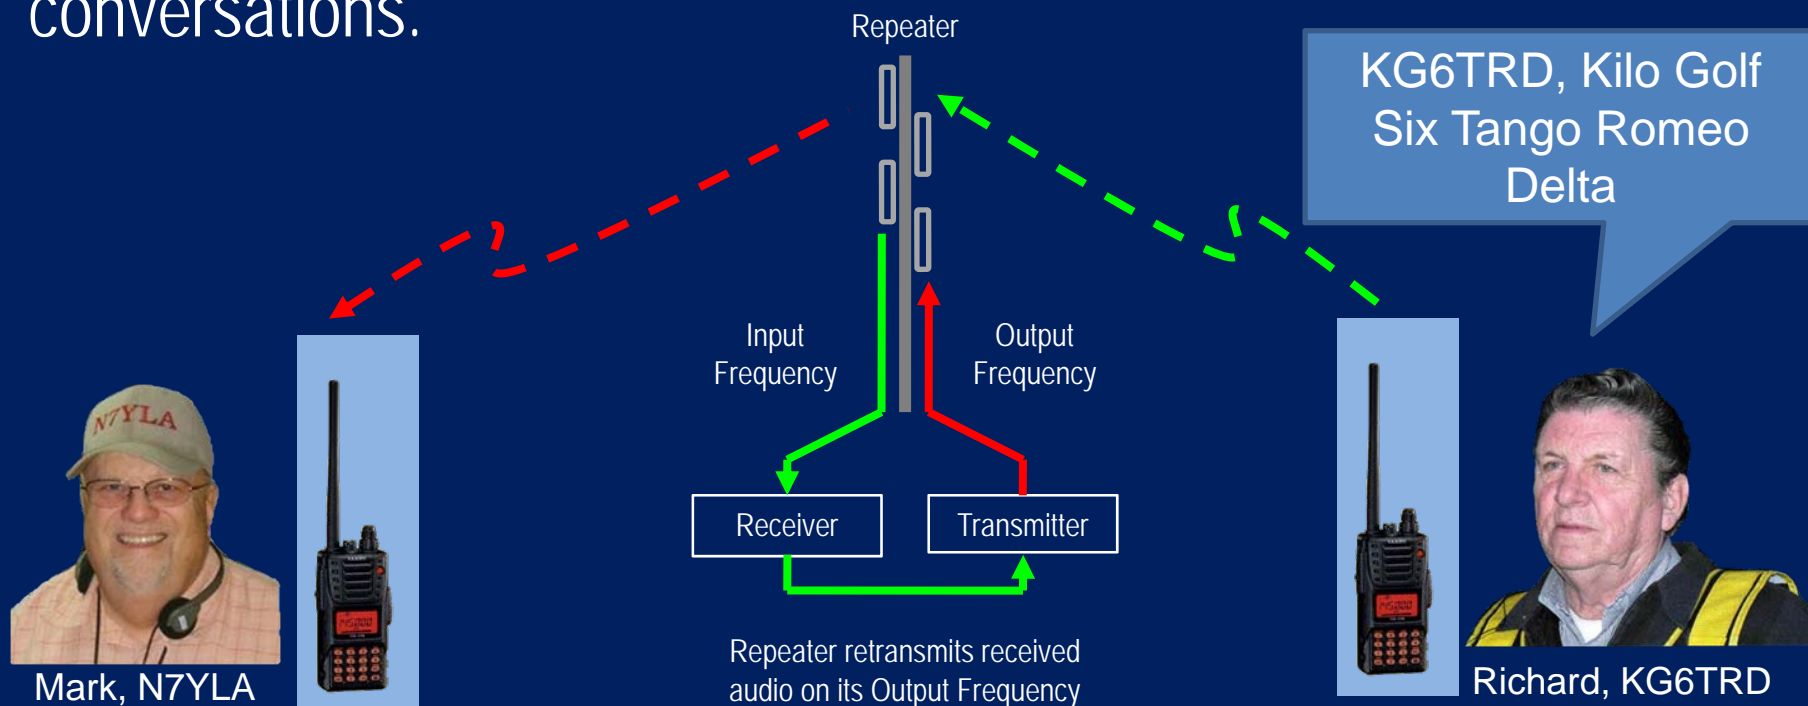 conversations.
Repeater
KG6TRD, Kilo Golf
Six Tango Romeo
Delta
Input
Frequency
Output
Frequency
N7YLA
Receiver
Transmitter
Repeater retransmits received
audio on its Output Frequency
Mark, N7YLA
Richard, KG6TRD